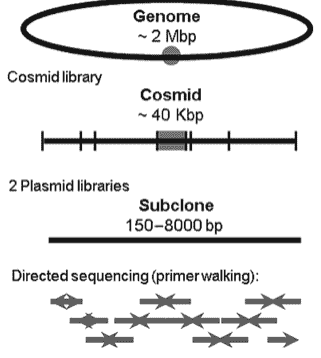 Genome
~ 2 Mbp
Cosmid library
Cosmid
~ 40 Kbp
2 Plasmid libraries
Subclone
150–8000 bp
Directed sequencing (primer walking):